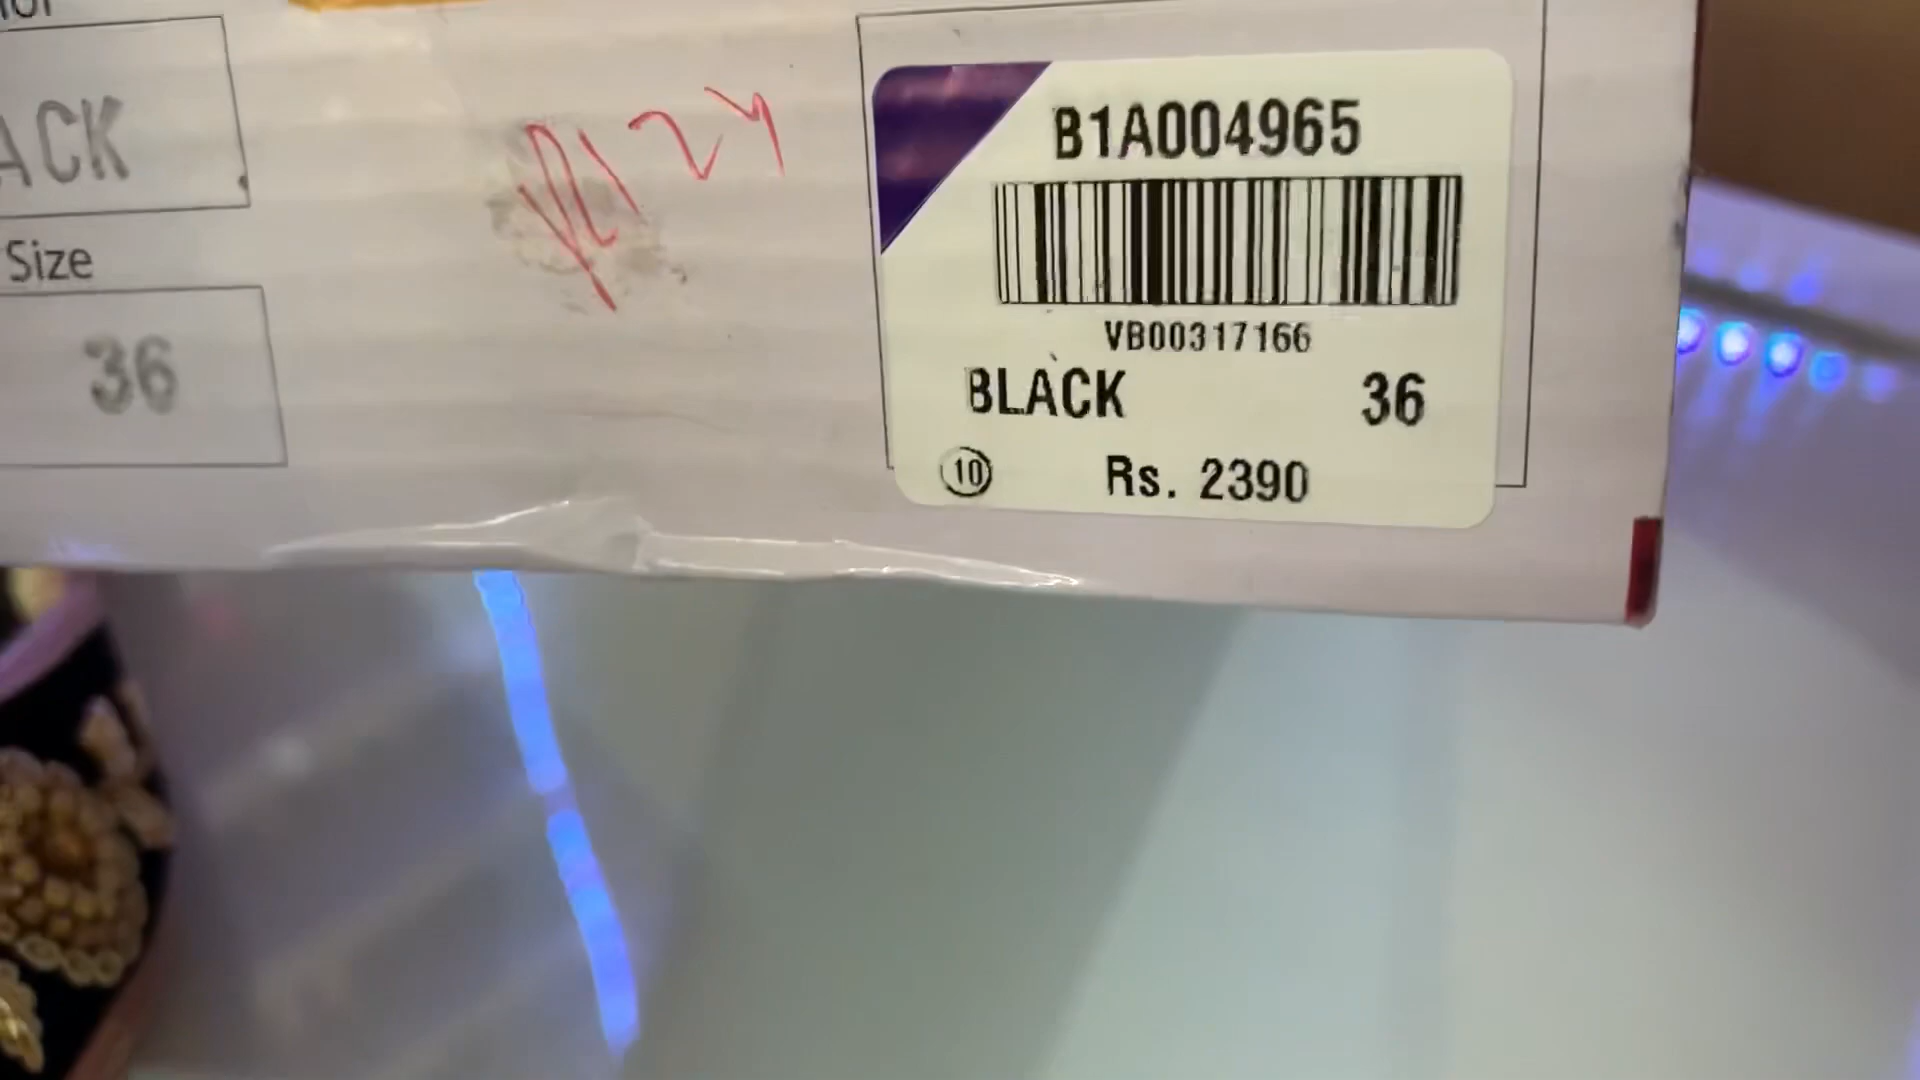 ACK
Size
36
B1A004965
VB00317166
BLACK 36
10 Rs. 2390